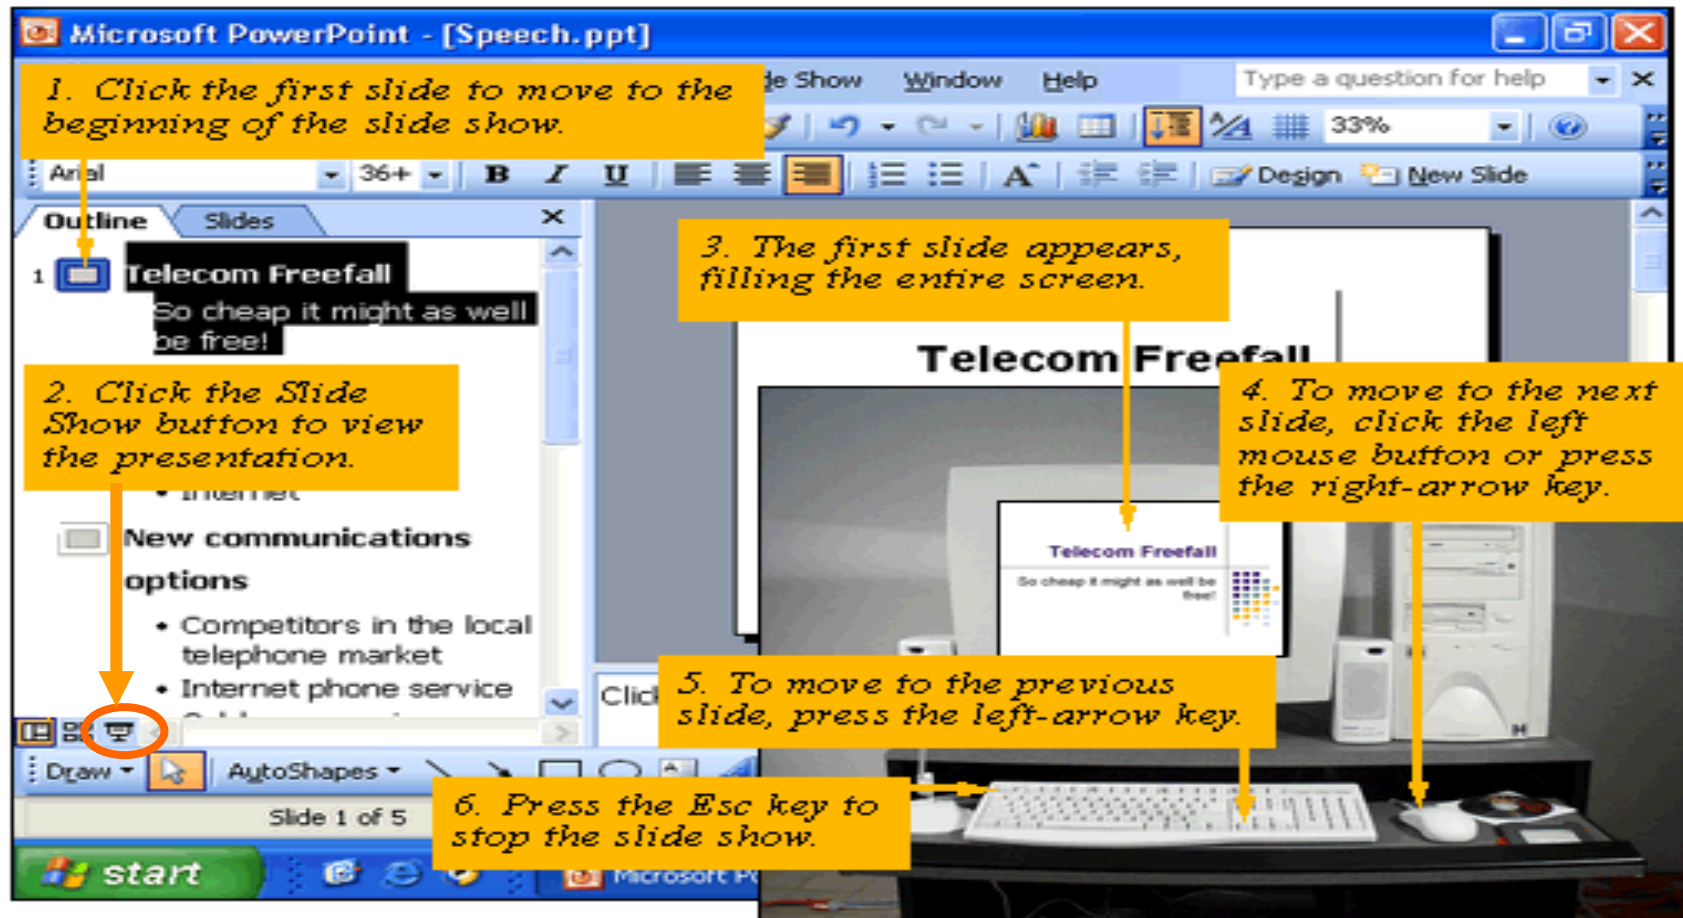 Microsoft PowerPoint - [Speech.ppt]
1. Click the first slide to move to the
beginning of the slide show.
Show Window Help Type a question for help
33%
Arial 36+ B I U Design New Slide
Outline Slides
1 Telecom Freefall
So cheap it might as well
be free!
2. Click the Slide
Show button to view
the presentation.
• Internet
New communications
options
• Competitors in the local
telephone market
• Internet phone service
3. The first slide appears,
filling the entire screen.
Telecom Freefall
4. To move to the next
slide, click the left
mouse button or press
the right-arrow key.
Telecom Freefall
So cheap it might as well be
free!
5. To move to the previous
slide, press the left-arrow key.
Draw AutoShapes
6. Press the Esc key to
stop the slide show.
Slide 1 of 5
start Microsoft